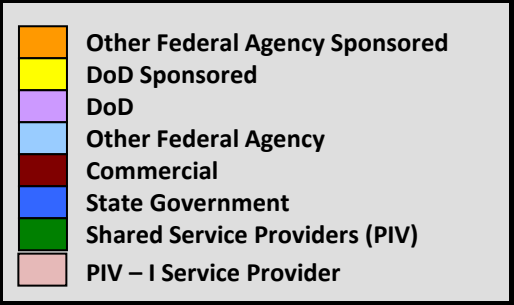 Other Federal Agency Sponsored
DoD Sponsored
DoD
Other Federal Agency
Commercial
State Government
Shared Service Providers (PIV)
PIV – I Service Provider